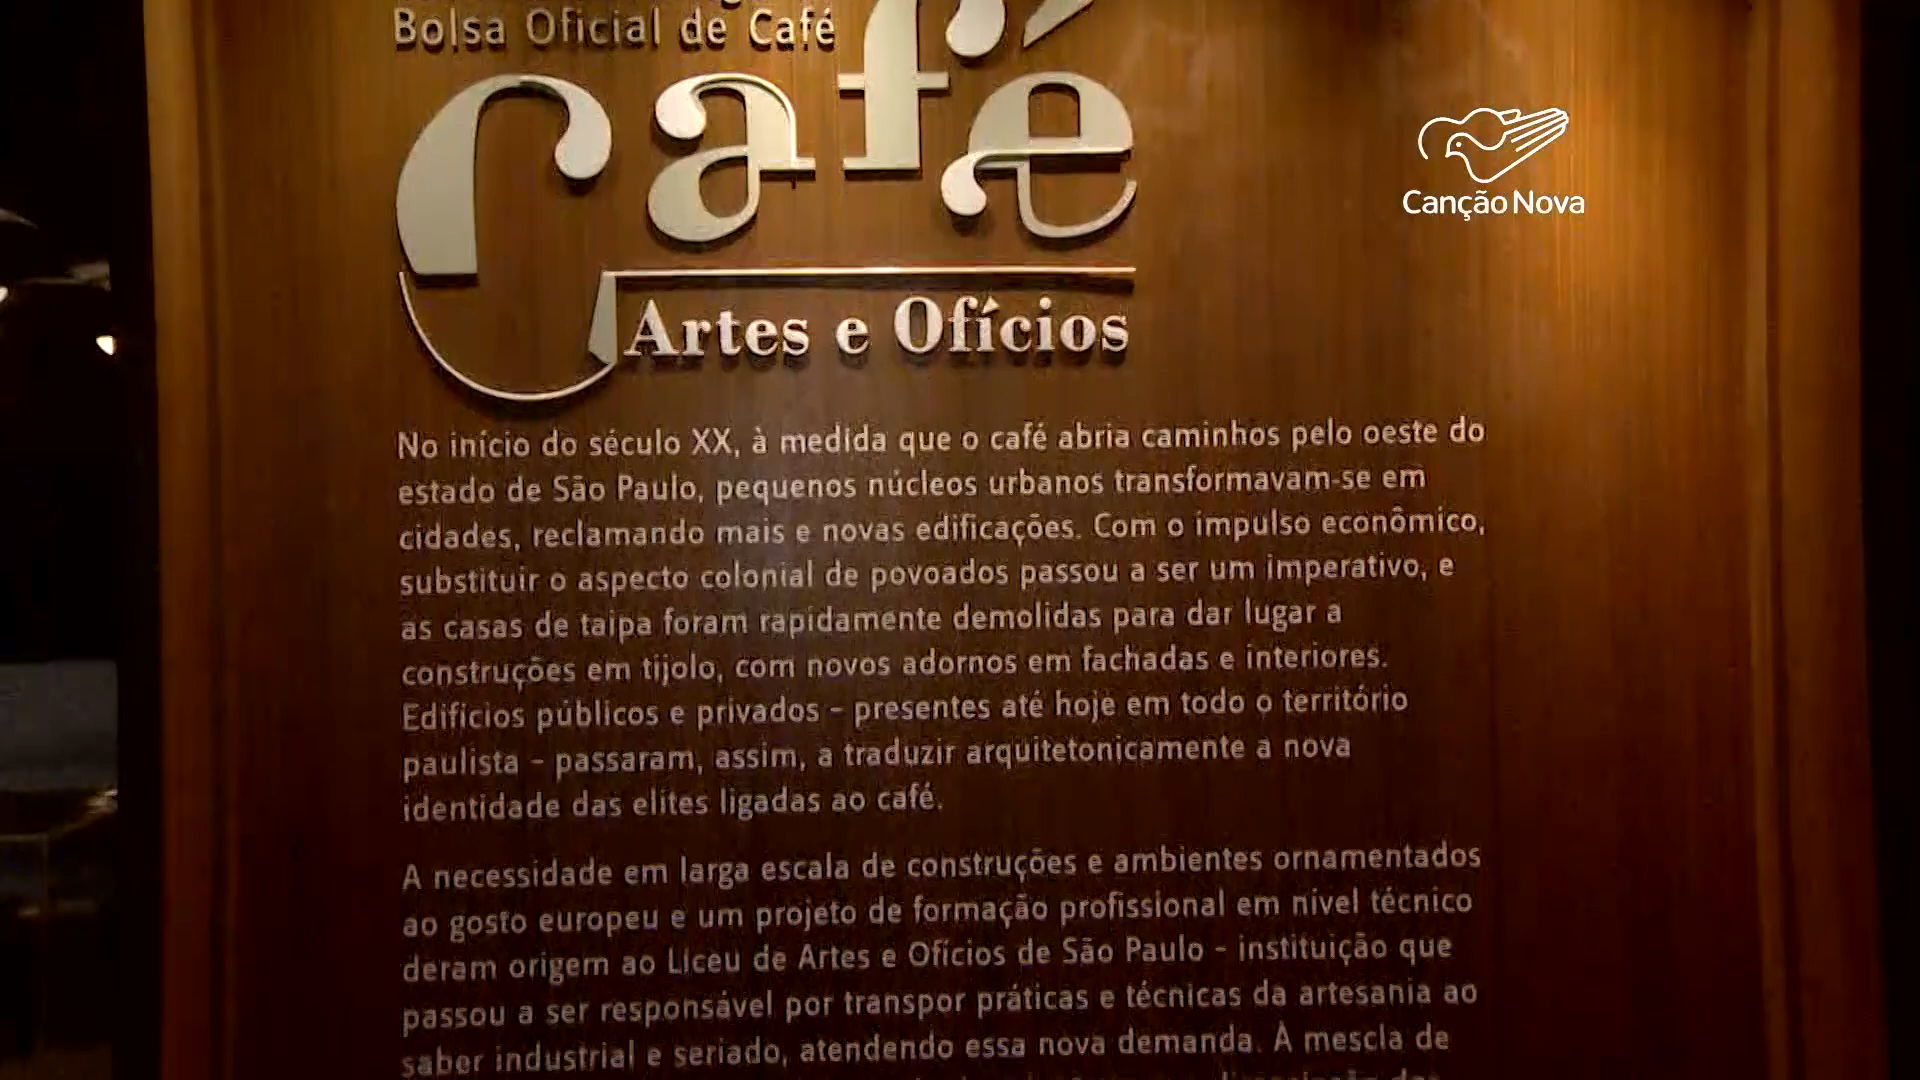 Bolsa Oficial de Café
Café
Artes e Ofícios
Canção Nova
No início do século XX, à medida que o café abria caminhos pelo oeste do
estado de São Paulo, pequenos núcleos urbanos transformavam-se em
cidades, reclamando mais e novas edificações. Com o impulso econômico,
substituir o aspecto colonial de povoados passou a ser um imperativo, e
as casas de taipa foram rapidamente demolidas para dar lugar a
construções em tijolo, com novos adornos em fachadas e interiores.
Edifícios públicos e privados – presentes até hoje em todo o território
paulista – passaram, assim, a traduzir arquitetonicamente a nova
identidade das elites ligadas ao café.
A necessidade em larga escala de construções e ambientes ornamentados
ao gosto europeu e um projeto de formação profissional em nível técnico
deram origem ao Liceu de Artes e Ofícios de São Paulo – instituição que
passou a ser responsável por transpor práticas e técnicas da artesania ao
saber industrial e seriado, atendendo essa nova demanda. A mescla de